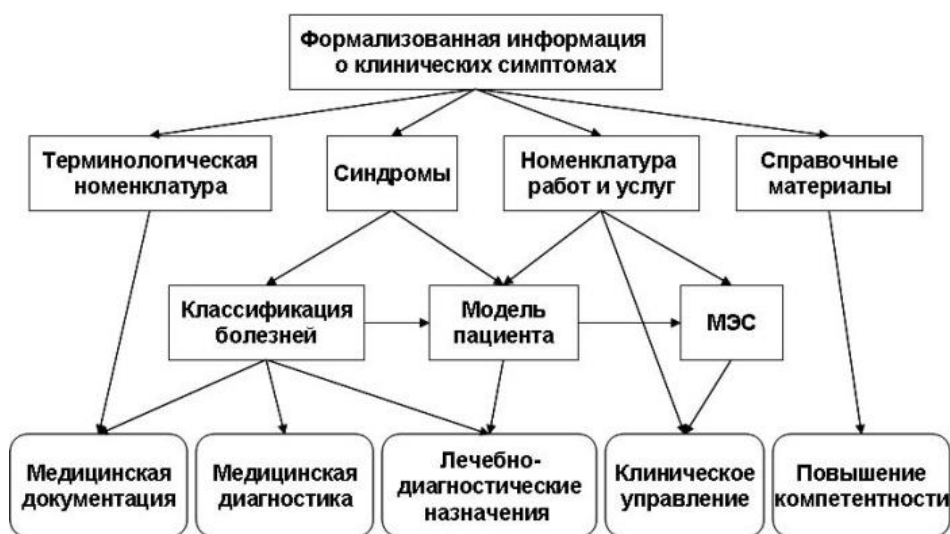 Формализованная информация
о клинических симптомах
Терминологическая
номенклатура
Синдромы
Номенклатура
работ и услуг
Справочные
материалы
Классификация
болезней
Модель
пациента
МЭС
Медицинская
документация
Медицинская
диагностика
Лечебно-
диагностические
назначения
Клиническое
управление
Повышение
компетентности